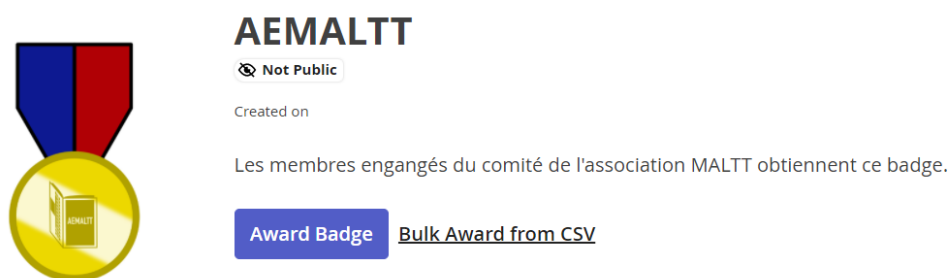 AEMALTT
Not Public
Created on
Les membres engangés du comité de l'association MALTT obtiennent ce badge.
AEMALTT
Award Badge Bulk Award from CSV